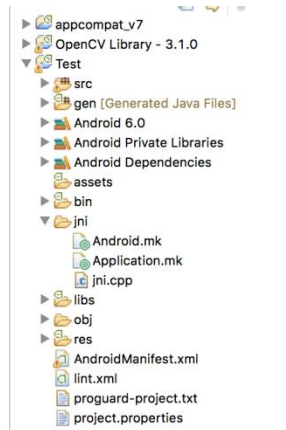 appcompat_v7
OpenCV Library - 3.1.0
Test
src
gen [Generated Java Files]
Android 6.0
Android Private Libraries
Android Dependencies
assets
bin
jni
Android.mk
Application.mk
jni.cpp
libs
obj
res
AndroidManifest.xml
lint.xml
proguard-project.txt
project.properties